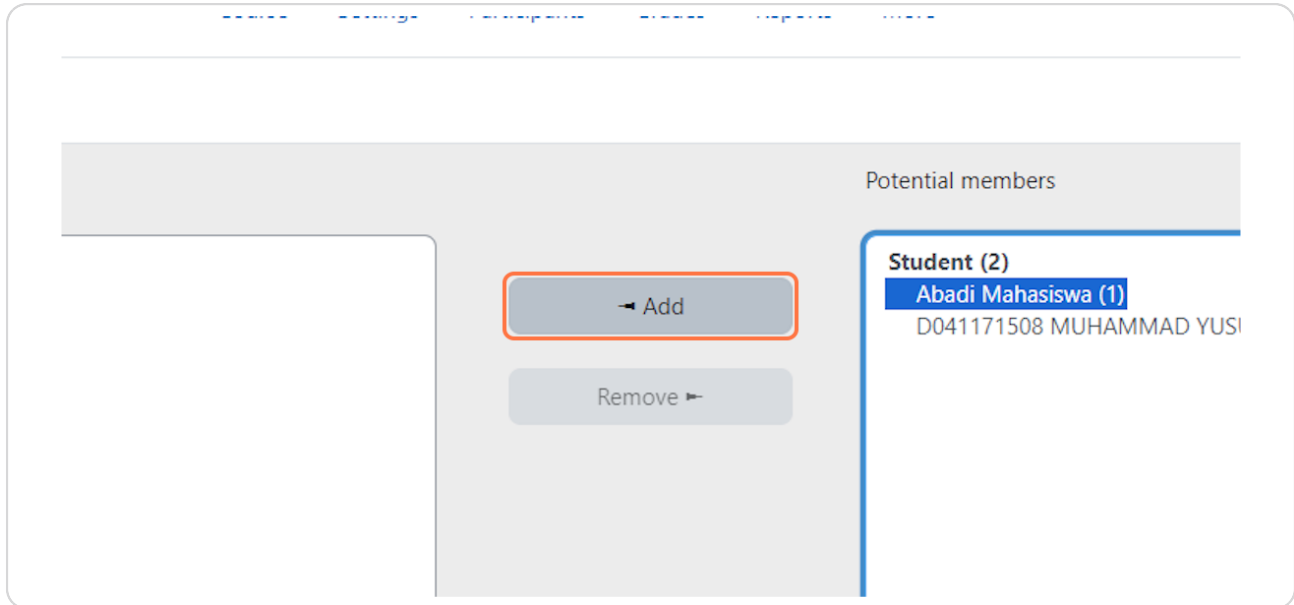 Potential members
Student (2)
Abadi Mahasiswa (1)
D041171508 MUHAMMAD
Add
Remove